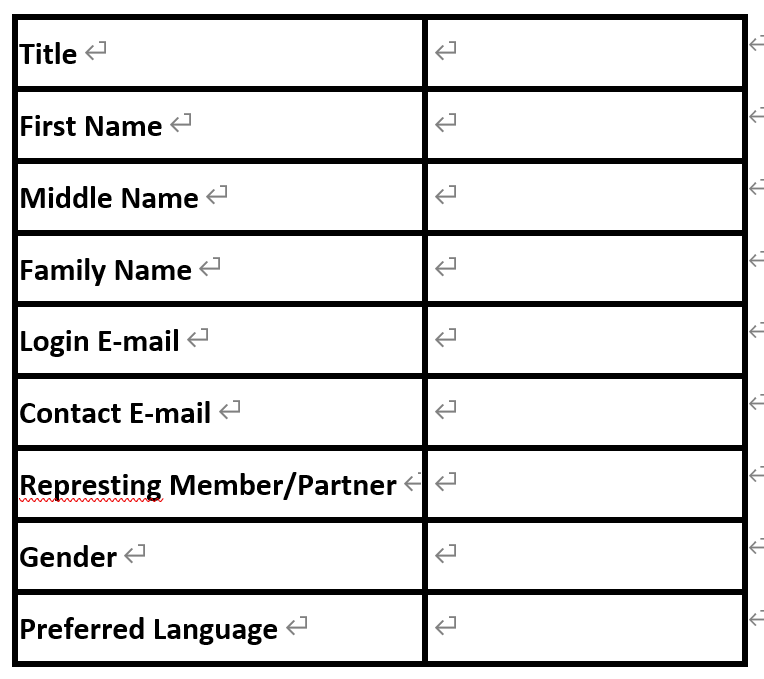 Title
First Name
Middle Name
Family Name
Login E-mail
Contact E-mail
Represting Member/Partner
Gender
Preferred Language